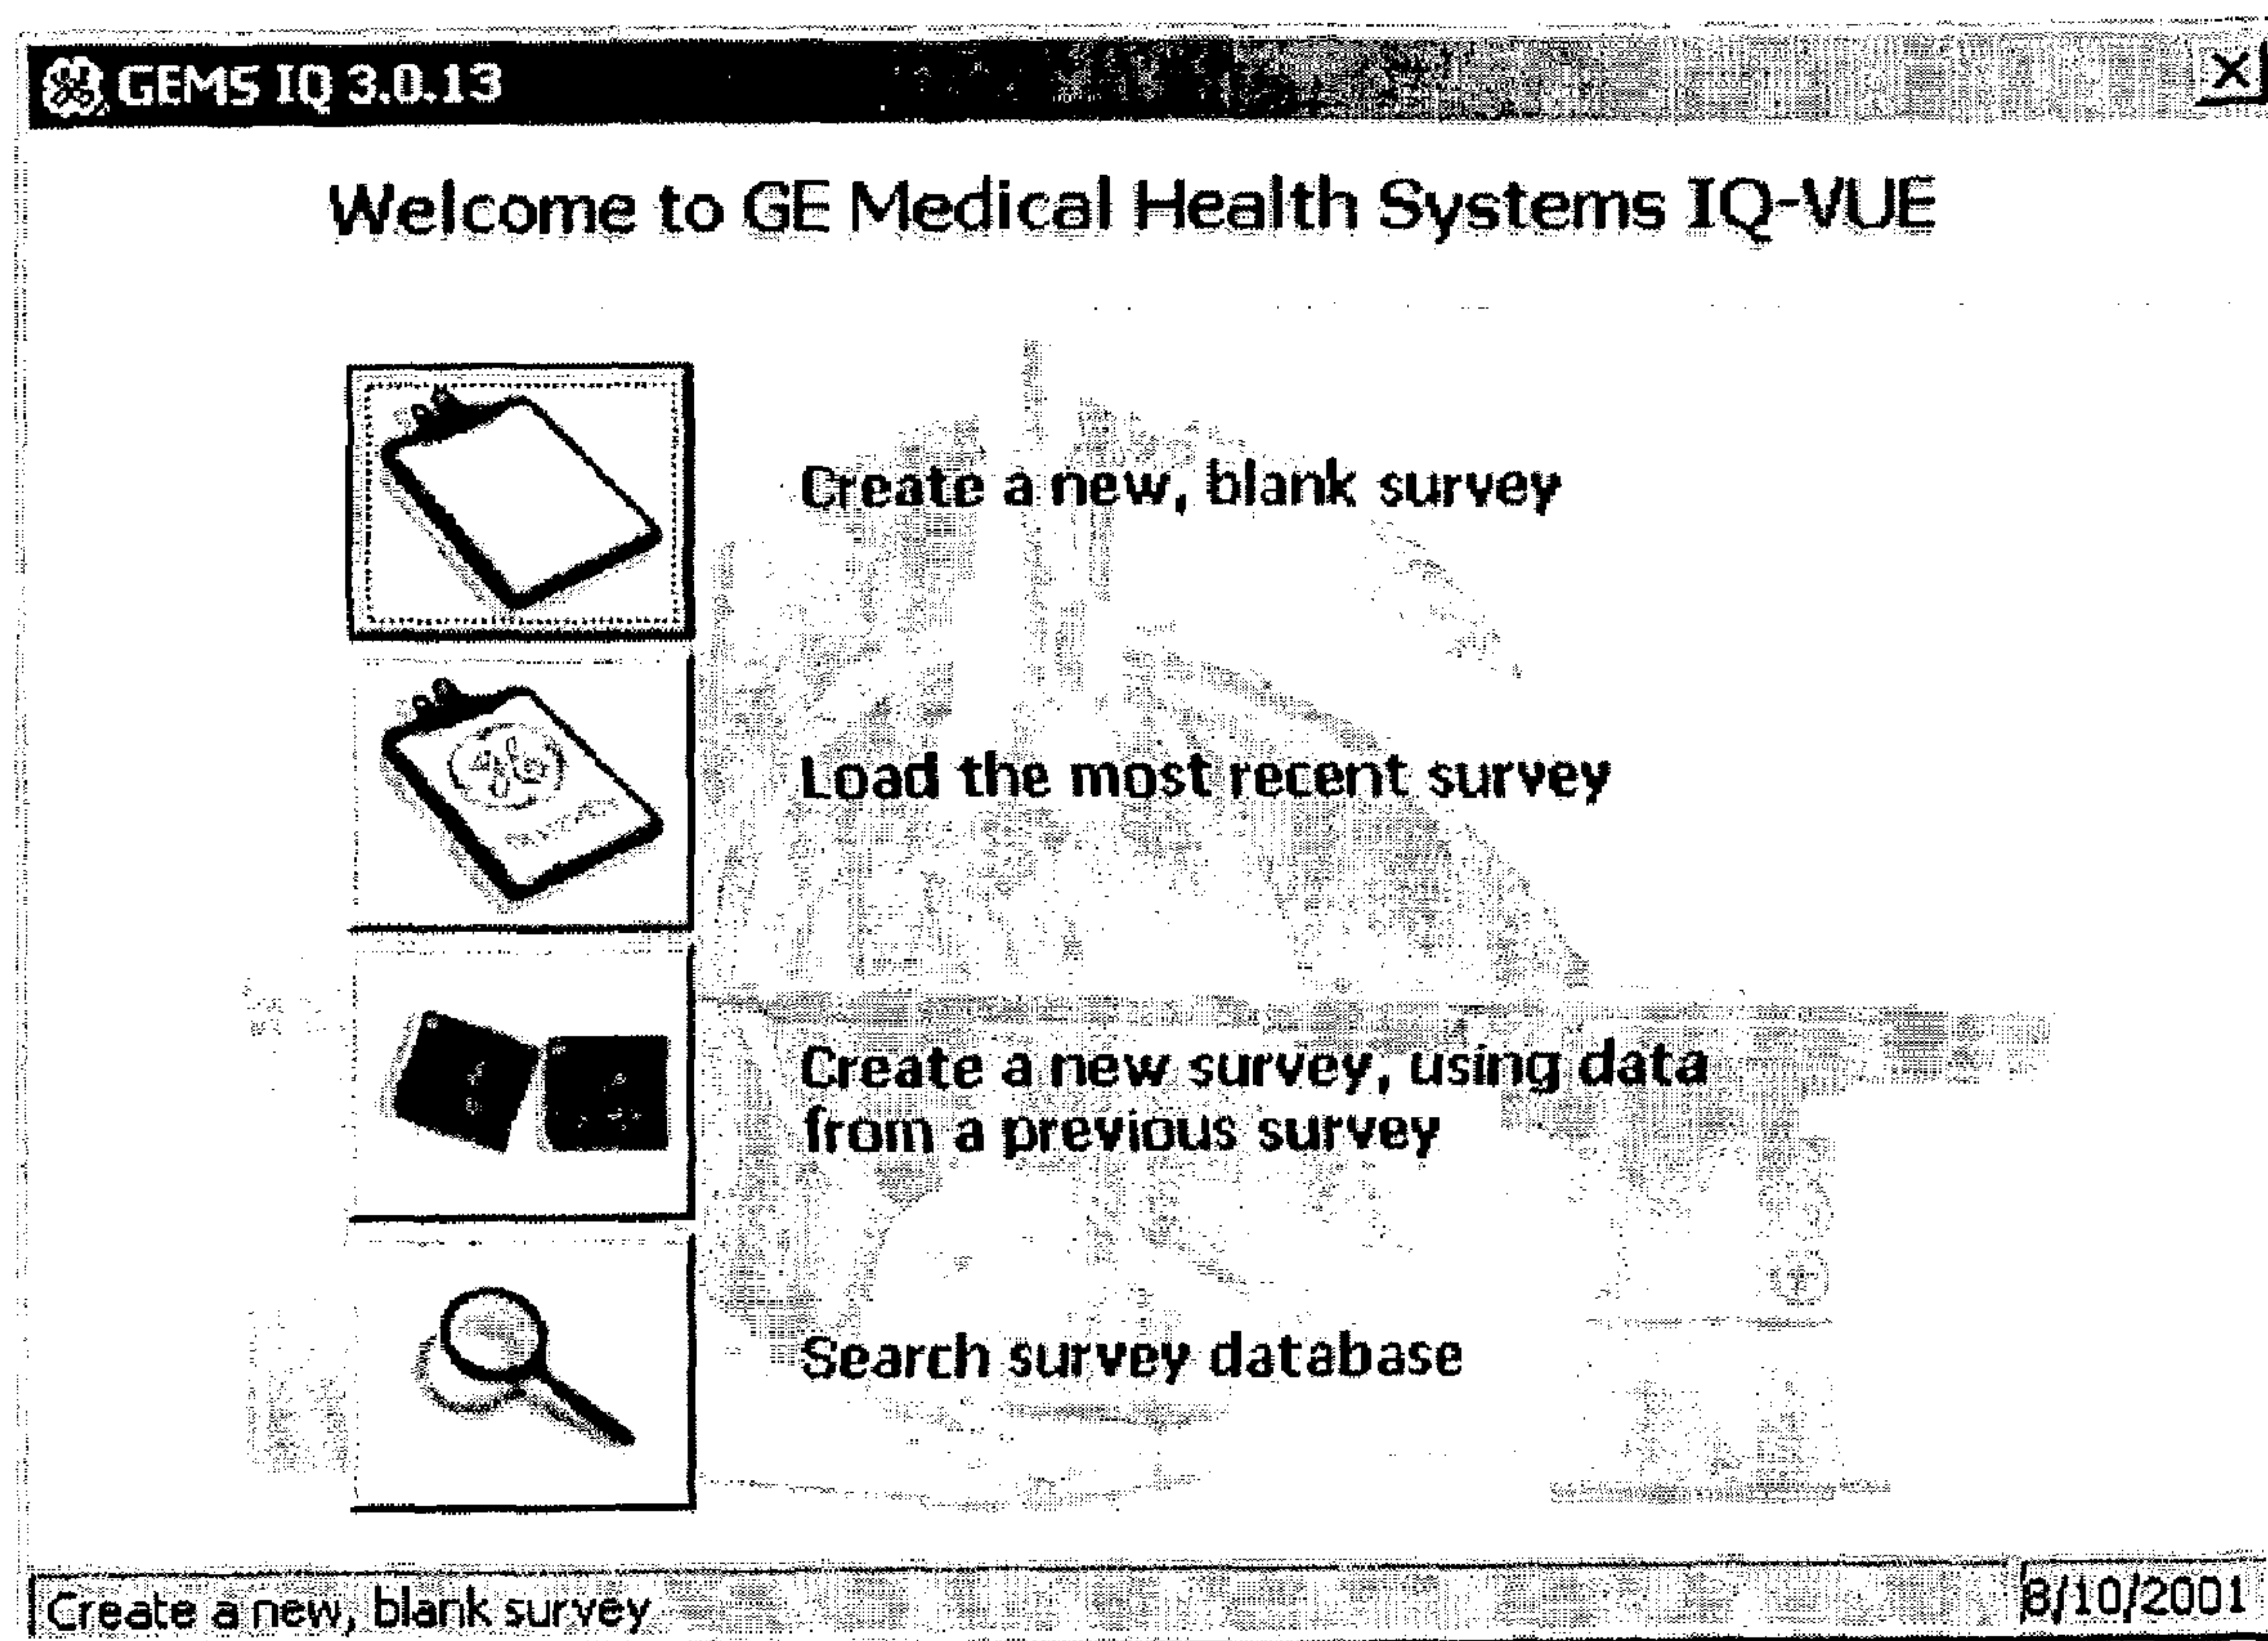 GEMS IQ 3.0.13
Welcome to GE Medical Health Systems IQ-VUE
Create a new, blank survey
Load the most recent survey
Create a new survey, using data
from a previous survey
Search survey database
Create a new, blank survey
8/10/2001